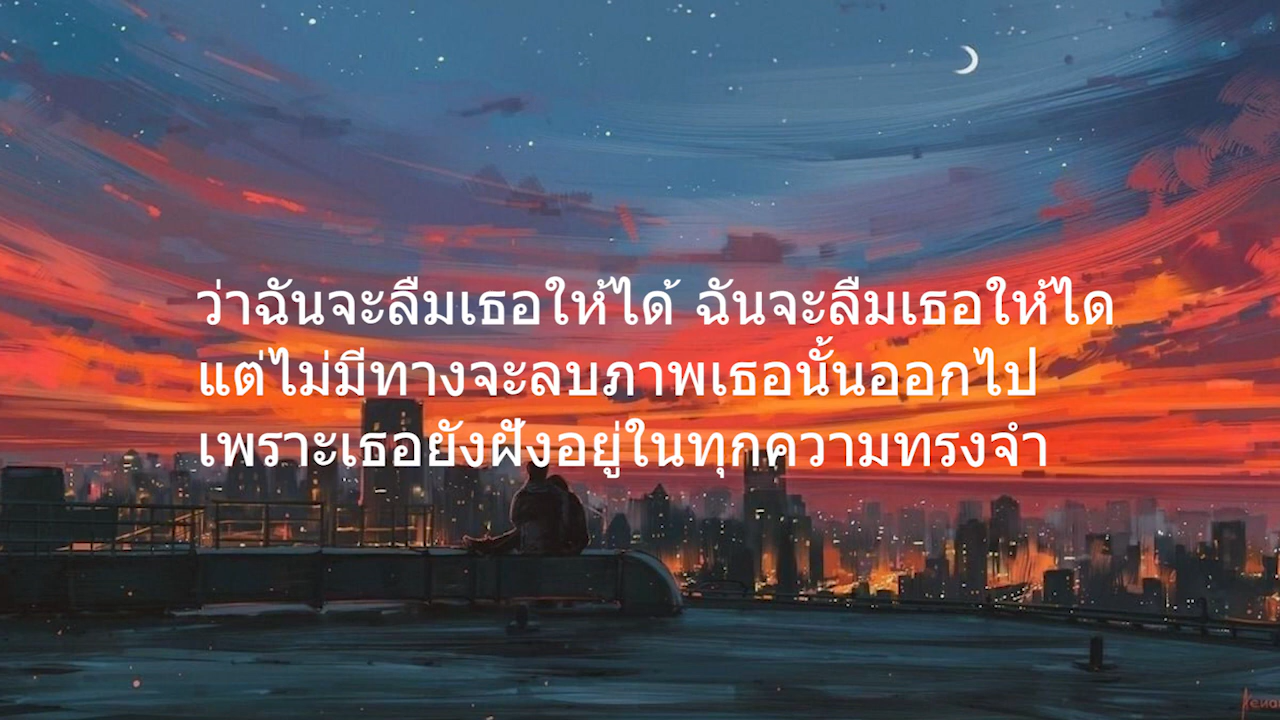 ว่าฉันจะลืมเธอให้ได้ ฉันจะลืมเธอให้ได
แต่ไม่มีทางจะลบภาพเธอนั้นออกไป
เพราะเธอยังฝังอยู่ในทุกความทรงจำ